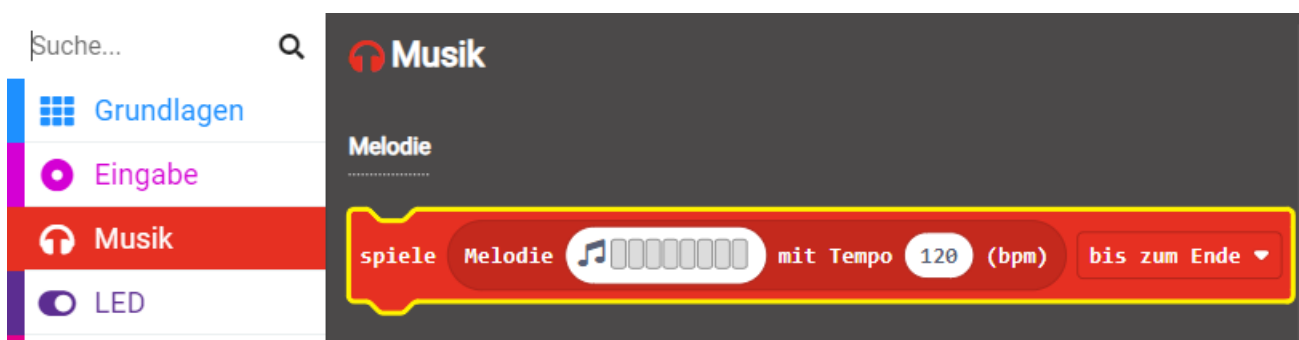 Suche...
Grundlagen
Eingabe
Musik
LED
Musik
Melodie
spiele Melodie mit Tempo 120 (bpm) bis zum Ende